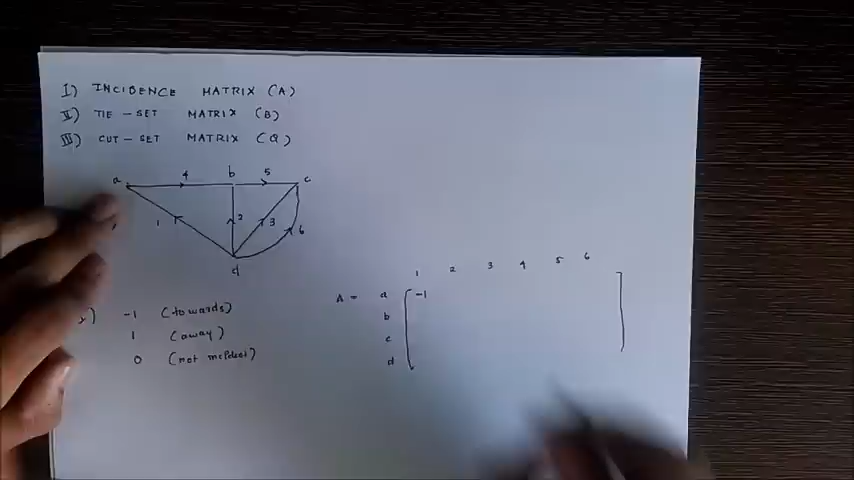 I) INCIDENCE MATRIX (A)
II) TIE-SET MATRIX (B)
III) CUT-SET MATRIX (Q)
a 4 b 5 c
1 2 3 6
d
-1 (towards)
1 (away)
0 (not
1 2 3 4 5 6
A = a -1
b
c
d